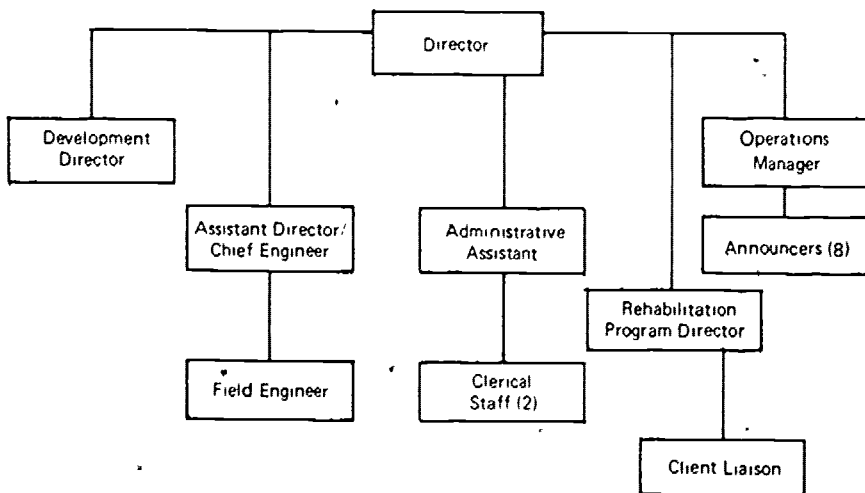 Director
Development
Director
Operations
Manager
Assistant Director/
Chief Engineer
Administrative
Assistant
Announcers (8)
Rehabilitation
Program Director
Field Engineer
Clerical
Staff (2)
Client Liaison